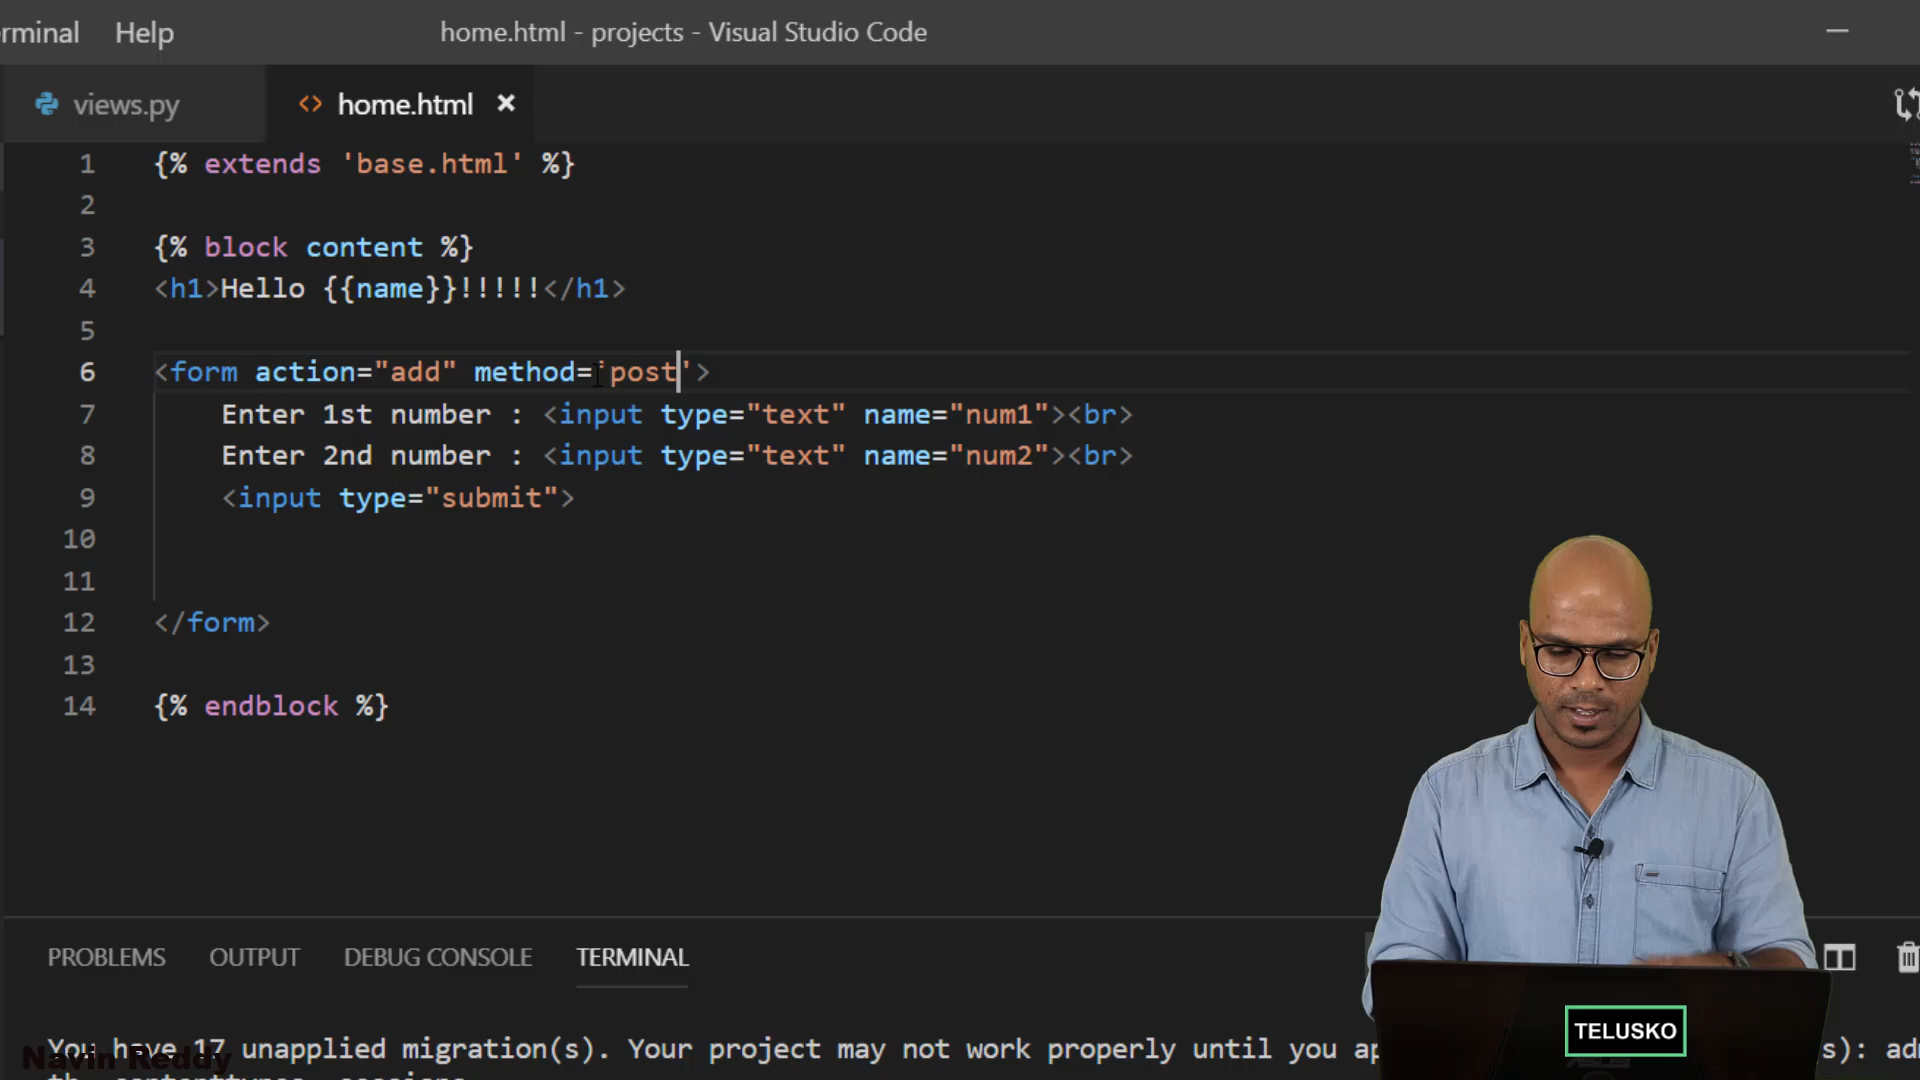 Help
home.html - projects - Visual Studio Code
views.py
home.html
1 {% extends 'base.html' %}
2
3 {% block content %}
4 <h1>Hello {{name}}!!!!!</h1>
5
6 <form action="add" method='post'>
7 Enter 1st number : <input type="text" name="num1"><br>
8 Enter 2nd number : <input type="text" name="num2"><br>
9 <input type="submit">
10
11
12 </form>
13
14 {% endblock %}
PROBLEMS OUTPUT DEBUG CONSOLE TERMINAL
You have 17 unapplied migration(s). Your project may not work properly until you
Navin Reddy
TELUSKO